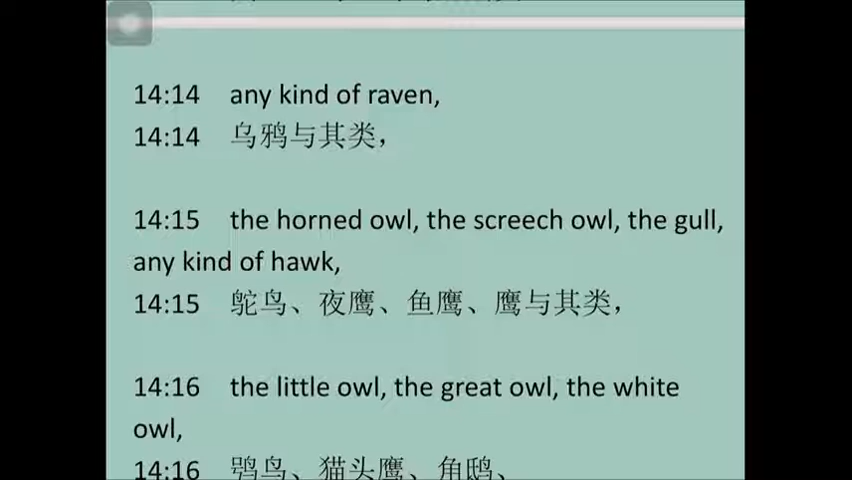 14:14 any kind of raven,
14:14 乌鸦与其类，
14:15 the horned owl, the screech owl, the gull,
any kind of hawk,
14:15 鸵鸟、夜鹰、鱼鹰、鹰与其类，
14:16 the little owl, the great owl, the white
owl,
14:16 鸮鸟、猫头鹰、角鸱、